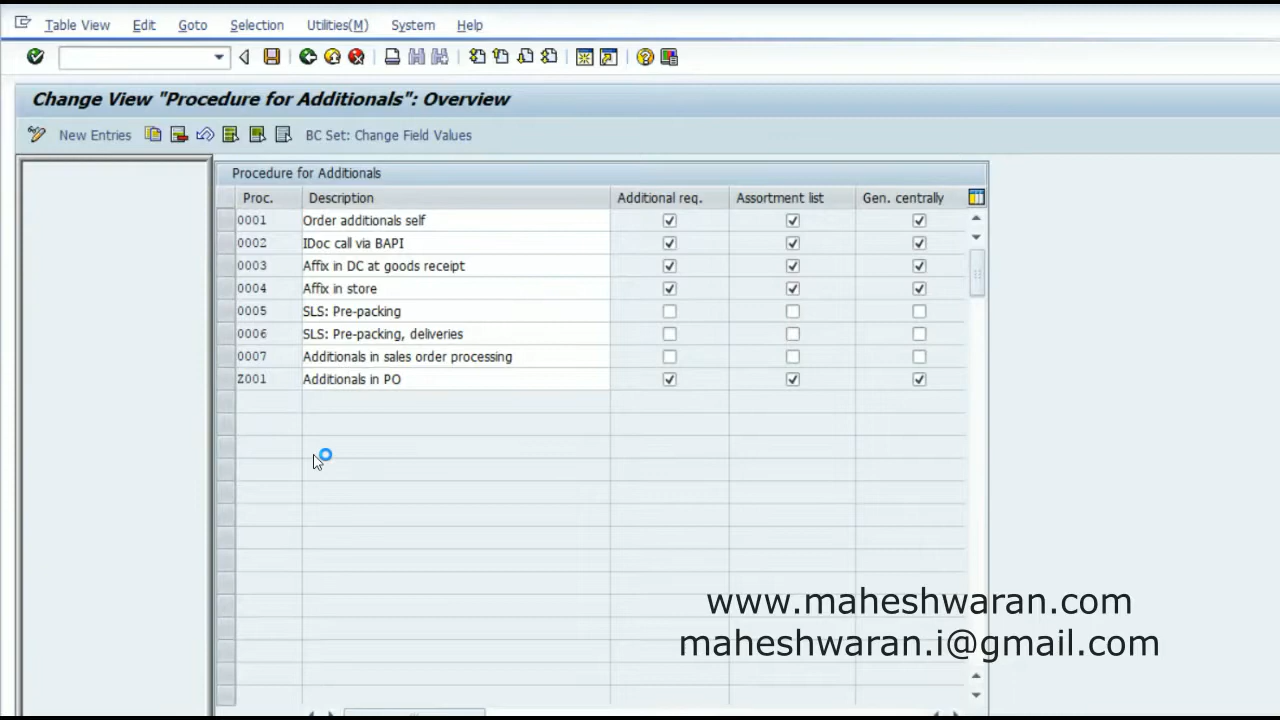 Table View Edit Goto Selection Utilities(M) System Help
Change View "Procedure for Additionals": Overview
New Entries BC Set: Change Field Values
Procedure for Additionals
Proc. Description Additional req. Assortment list Gen. centrally
0001 Order additionals self
0002 IDoc call via BAPI
0003 Affix in DC at goods receipt
0004 Affix in store
0005 SLS: Pre-packing
0006 SLS: Pre-packing, deliveries
0007 Additionals in sales order processing
Z001 Additionals in PO
www.maheshwaran.com
maheshwaran.i@gmail.com